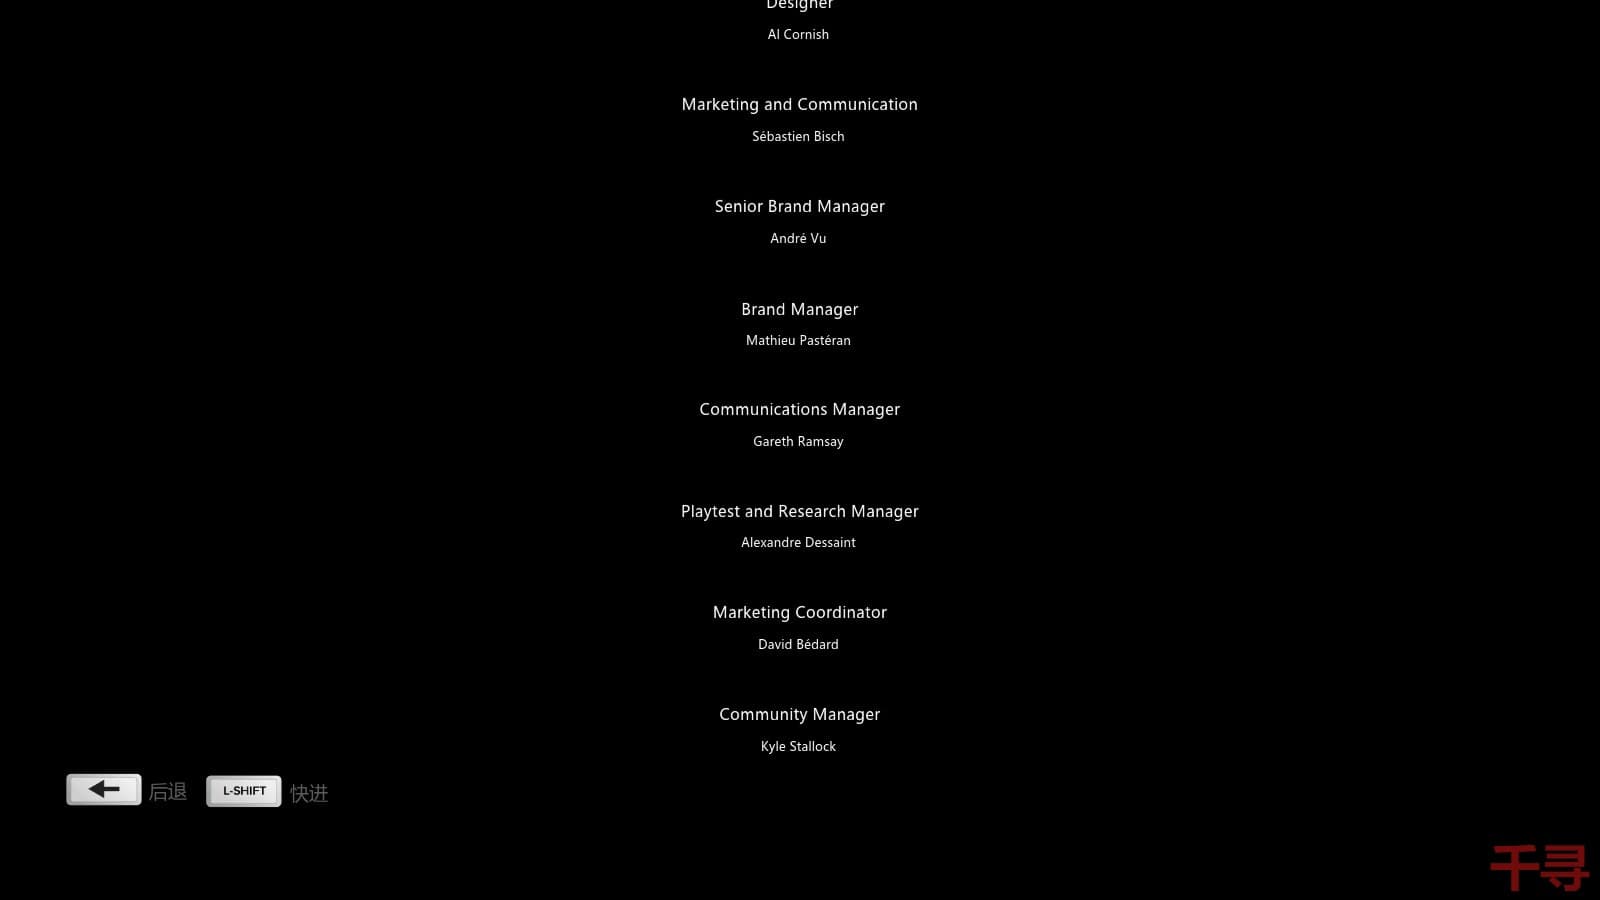 Designer
Al Cornish
Marketing and Communication
Sébastien Bisch
Senior Brand Manager
André Vu
Brand Manager
Mathieu Pastéran
Communications Manager
Gareth Ramsay
Playtest and Research Manager
Alexandre Dessaint
Marketing Coordinator
David Bédard
Community Manager
Kyle Stallock
后退 L-SHIFT 快进
千寻